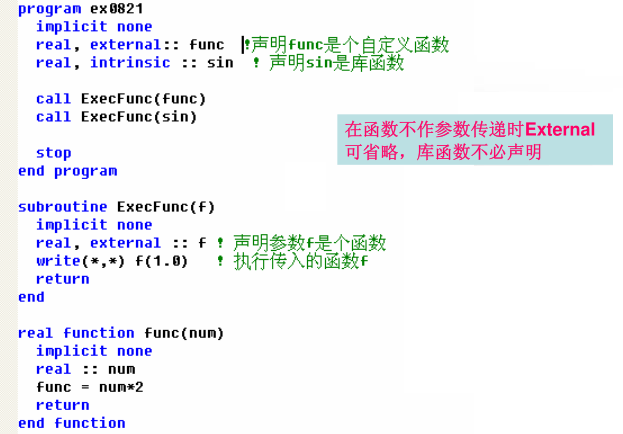 program ex0821
implicit none
real, external:: func !声明func是个自定义函数
real, intrinsic :: sin ! 声明sin是库函数
call ExecFunc(func)
call ExecFunc(sin)
在函数不作参数传递时External
可省略，库函数不必声明
stop
end program
subroutine ExecFunc(f)
implicit none
real, external :: f ! 声明参数f是个函数
write(*,*) f(1.0) ! 执行传入的函数f
return
end
real function func(num)
implicit none
real :: num
func = num*2
return
end function